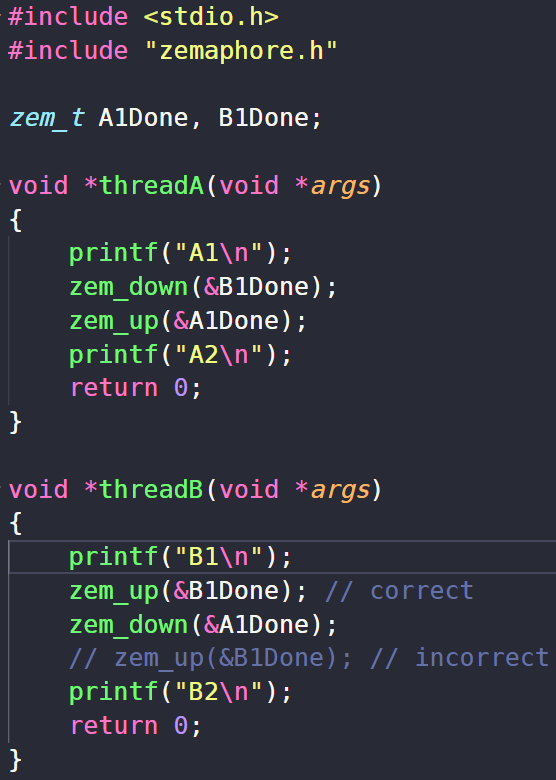 #include <stdio.h>
#include "zemaphore.h"

zem_t A1Done, B1Done;

void *threadA(void *args)
{
    printf("A1\n");
    zem_down(&B1Done);
    zem_up(&A1Done);
    printf("A2\n");
    return 0;
}

void *threadB(void *args)
{
    printf("B1\n");
    zem_up(&B1Done); // correct
    zem_down(&A1Done);
    // zem_up(&B1Done); // incorrect
    printf("B2\n");
    return 0;
}